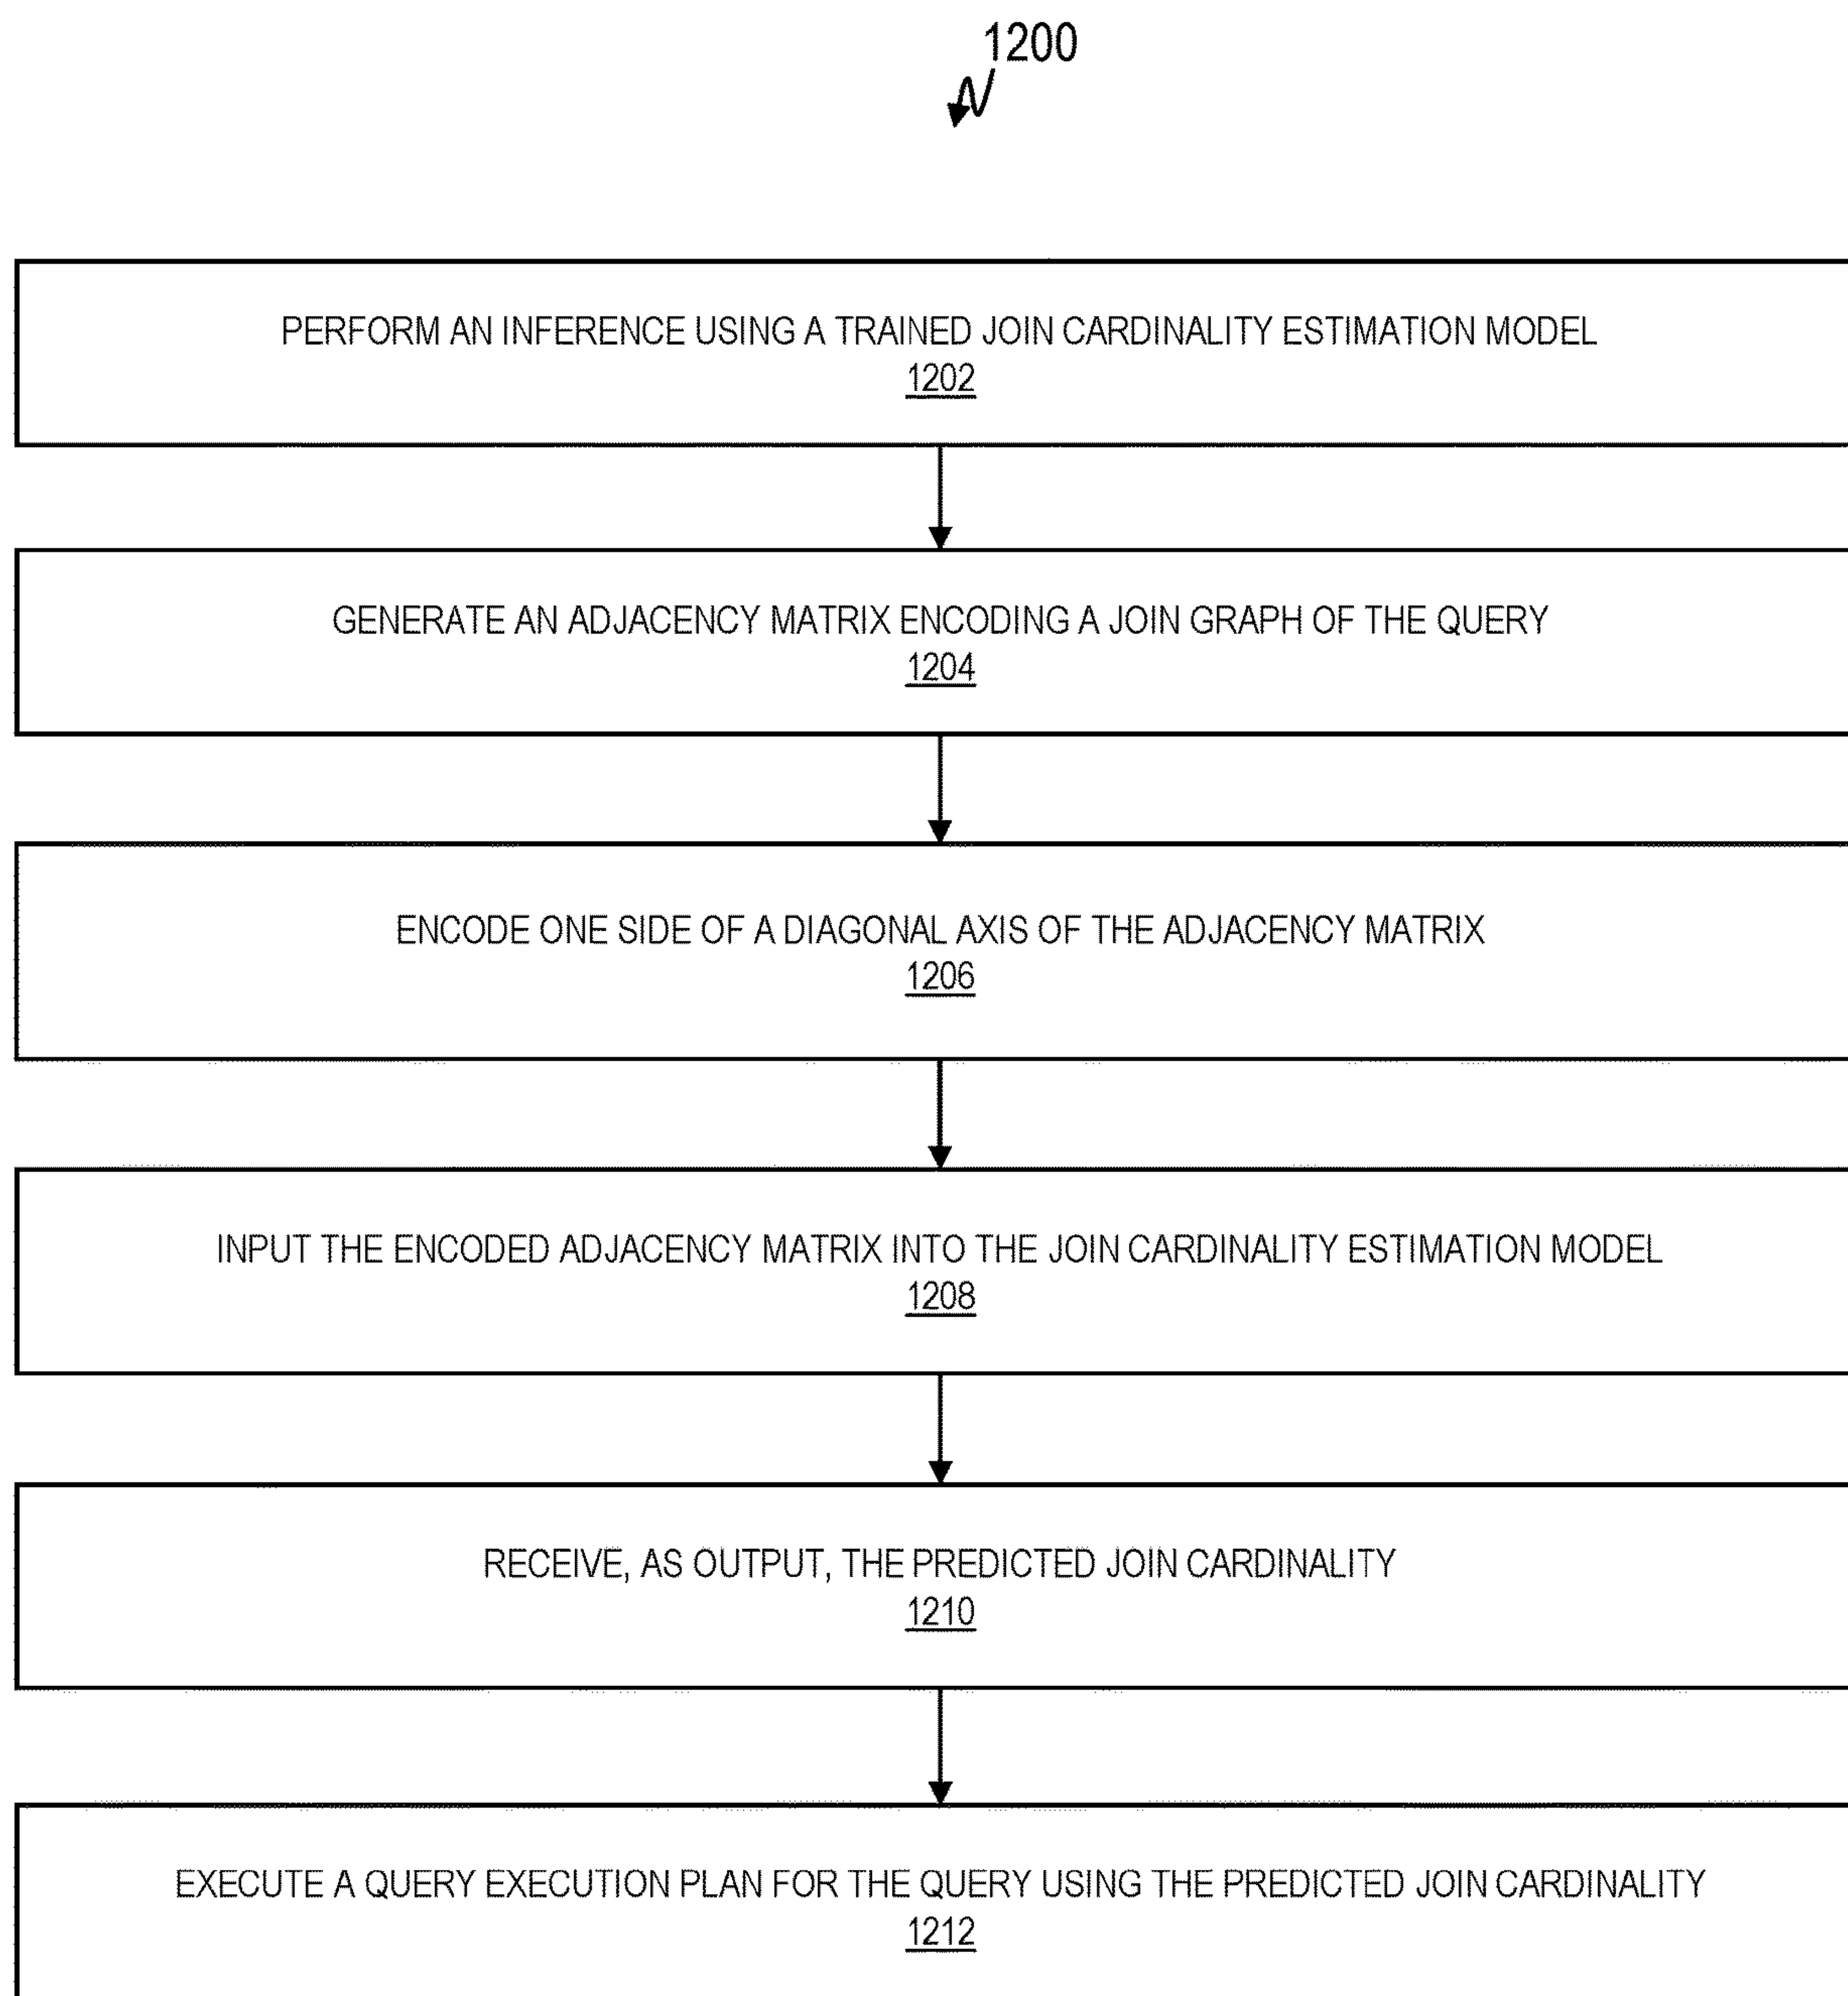 1200
PERFORM AN INFERENCE USING A TRAINED JOIN CARDINALITY ESTIMATION MODEL
1202
GENERATE AN ADJACENCY MATRIX ENCODING A JOIN GRAPH OF THE QUERY
1204
ENCODE ONE SIDE OF A DIAGONAL AXIS OF THE ADJACENCY MATRIX
1206
INPUT THE ENCODED ADJACENCY MATRIX INTO THE JOIN CARDINALITY ESTIMATION MODEL
1208
RECEIVE, AS OUTPUT, THE PREDICTED JOIN CARDINALITY
1210
EXECUTE A QUERY EXECUTION PLAN FOR THE QUERY USING THE PREDICTED JOIN CARDINALITY
1212